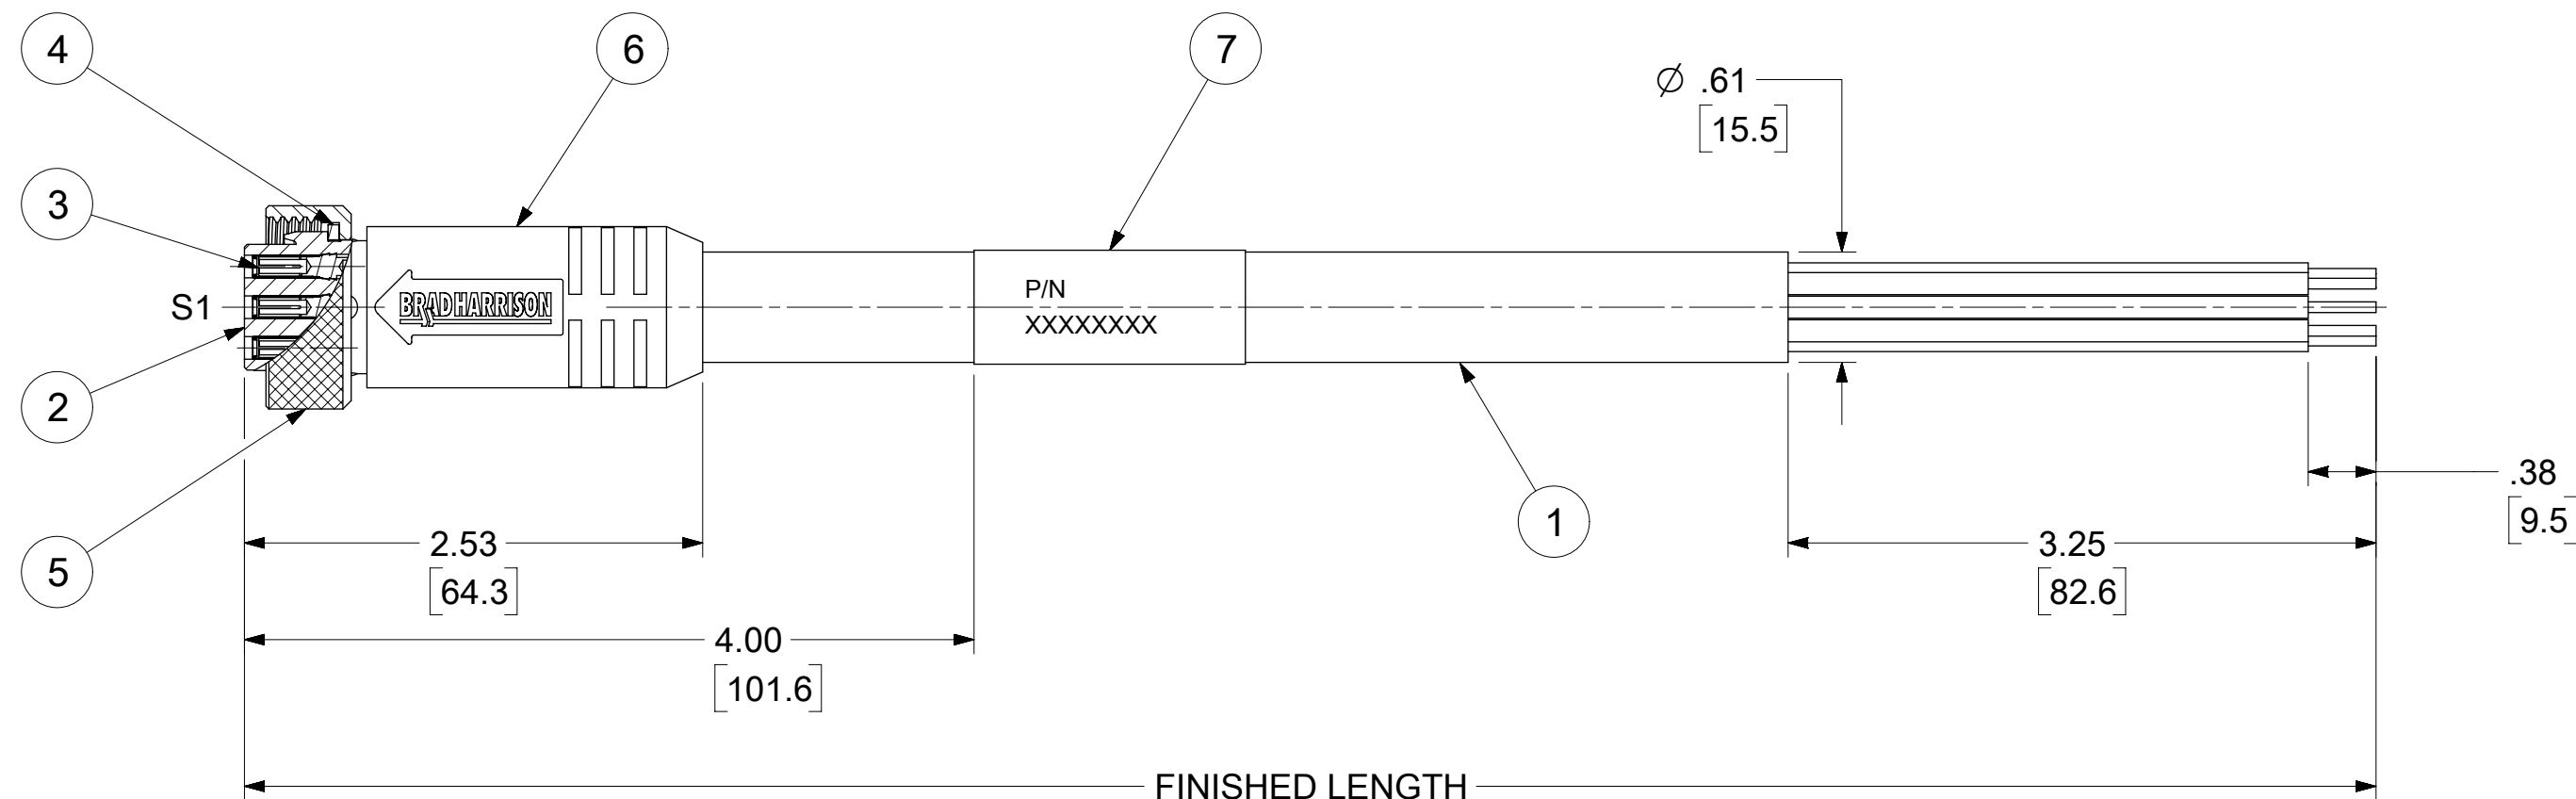 4
6
7
Ø .61
[15.5]
3
BRADHARRISON
P/N
XXXXXXXX
S1
2
.38
[9.5]
1
2.53
[64.3]
3.25
[82.6]
5
4.00
[101.6]
FINISHED LENGTH